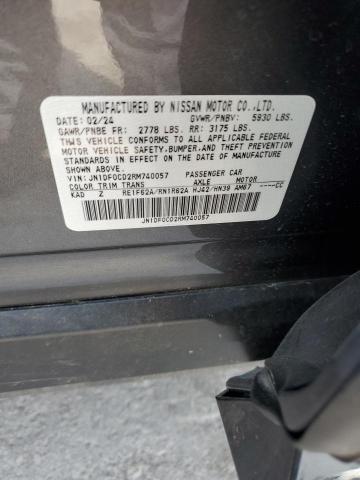 MANUFACTURED BY NISSAN MOTOR CO.,LTD.
DATE: 02/24 GVWR/PNBV: 5930 LBS.
GAWR/PNBE FR: 2778 LBS. RR: 3175 LBS.
THIS VEHICLE CONFORMS TO ALL APPLICABLE FEDERAL
MOTOR VEHICLE SAFETY,BUMPER,AND THEFT PREVENTION
STANDARDS IN EFFECT ON THE DATE OF MANUFACTURE
SHOWN ABOVE.
VIN: JN1DF0CD2RM740057 PASSENGER CAR
COLOR TRIM TRANS AXLE MOTOR
KAD Z RE1F62A/RN1R62A HJ42/HN39 AM67 ----CC
JN1DF0CD2RM740057